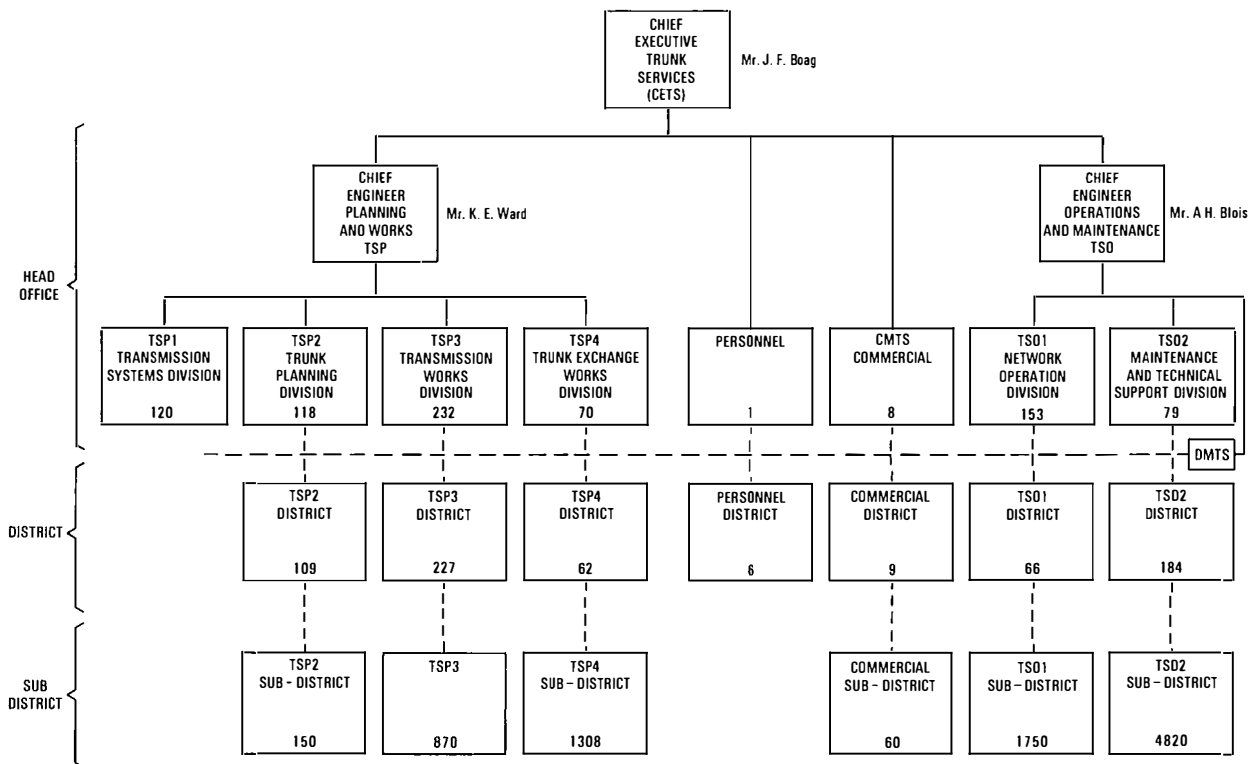 CHIEF
EXECUTIVE
TRUNK
SERVICES
(CETS)
Mr. J. F. Boag
CHIEF
ENGINEER
PLANNING
AND WORKS
TSP
Mr. K. E. Ward
CHIEF
ENGINEER
OPERATIONS
AND MAINTENANCE
TSO
Mr. A H. Blois
HEAD
OFFICE
TSP1
TRANSMISSION
SYSTEMS DIVISION
120
TSP2
TRUNK
PLANNING
DIVISION
118
TSP3
TRANSMISSION
WORKS
DIVISION
232
TSP4
TRUNK EXCHANGE
WORKS
DIVISION
70
PERSONNEL
1
CMTS
COMMERCIAL
8
TSO1
NETWORK
OPERATION
DIVISION
153
TSO2
MAINTENANCE
AND TECHNICAL
SUPPORT DIVISION
79
DMTS
DISTRICT
TSP2
DISTRICT
109
TSP3
DISTRICT
227
TSP4
DISTRICT
62
PERSONNEL
DISTRICT
6
COMMERCIAL
DISTRICT
9
TSO1
DISTRICT
66
TSO2
DISTRICT
184
SUB
DISTRICT
TSP2
SUB - DISTRICT
150
TSP3
870
TSP4
SUB - DISTRICT
1308
COMMERCIAL
SUB - DISTRICT
60
TSO1
SUB - DISTRICT
1750
TSO2
SUB - DISTRICT
4820